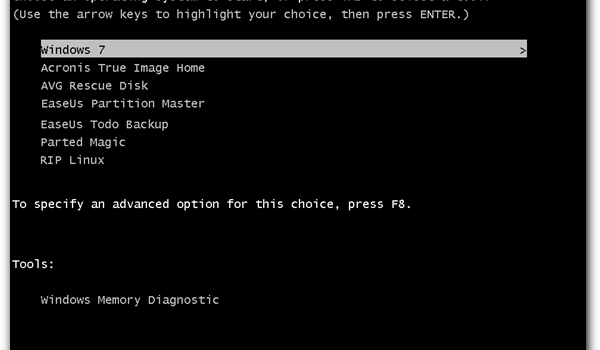 (Use the arrow keys to highlight your choice, then press ENTER.)
Windows 7 >
Acronis True Image Home
AVG Rescue Disk
EaseUs Partition Master
EaseUs Todo Backup
Parted Magic
RIP Linux
To specify an advanced option for this choice, press F8.
Tools:
Windows Memory Diagnostic